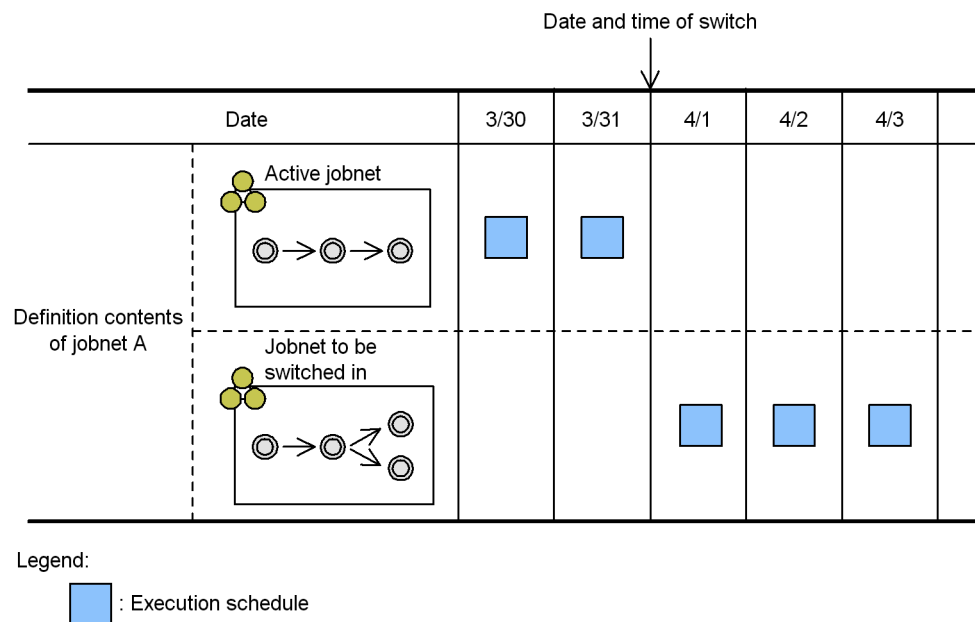 Date and time of switch
Date
3/30
3/31
4/1
4/2
4/3
Active jobnet
Definition contents
of jobnet A
Jobnet to be
switched in
Legend:
: Execution schedule